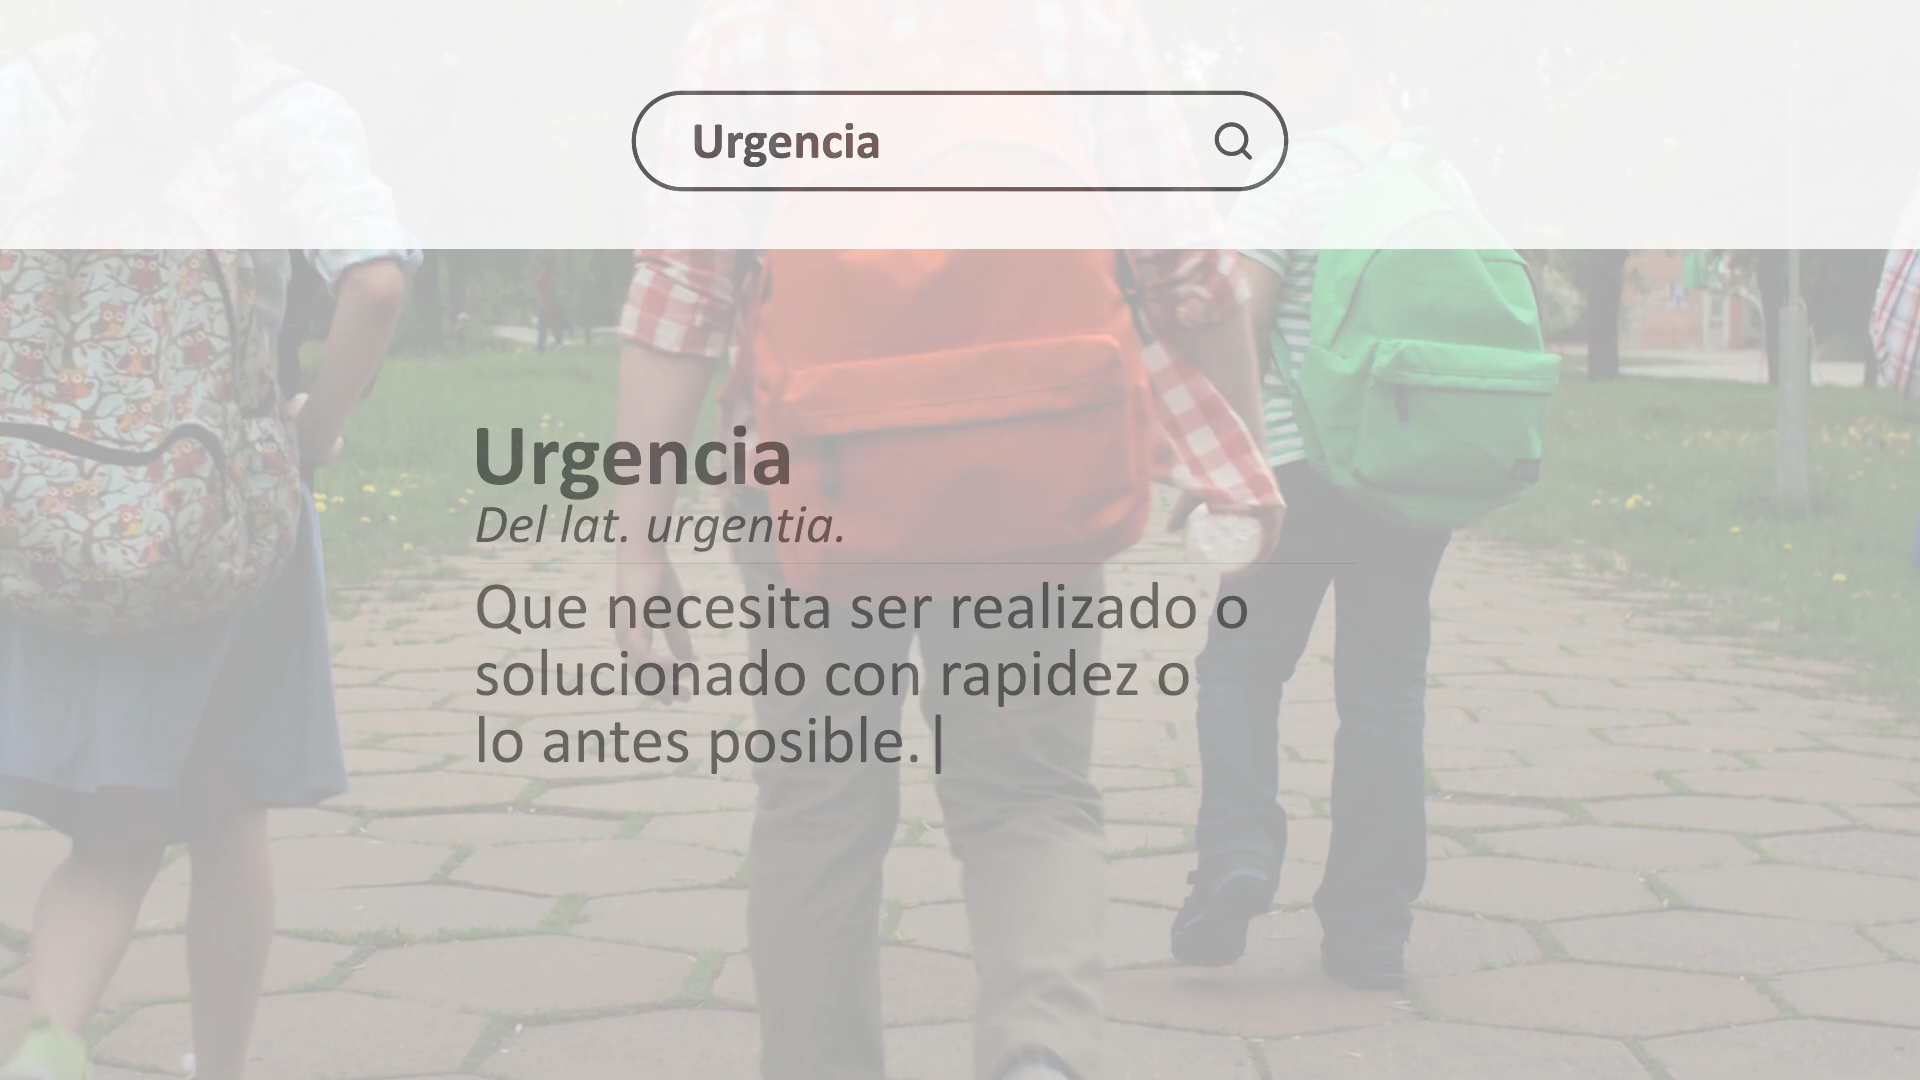 Urgencia
Urgencia
Del lat. urgentia.
Que necesita ser realizado o
solucionado con rapidez o
lo antes posible.|